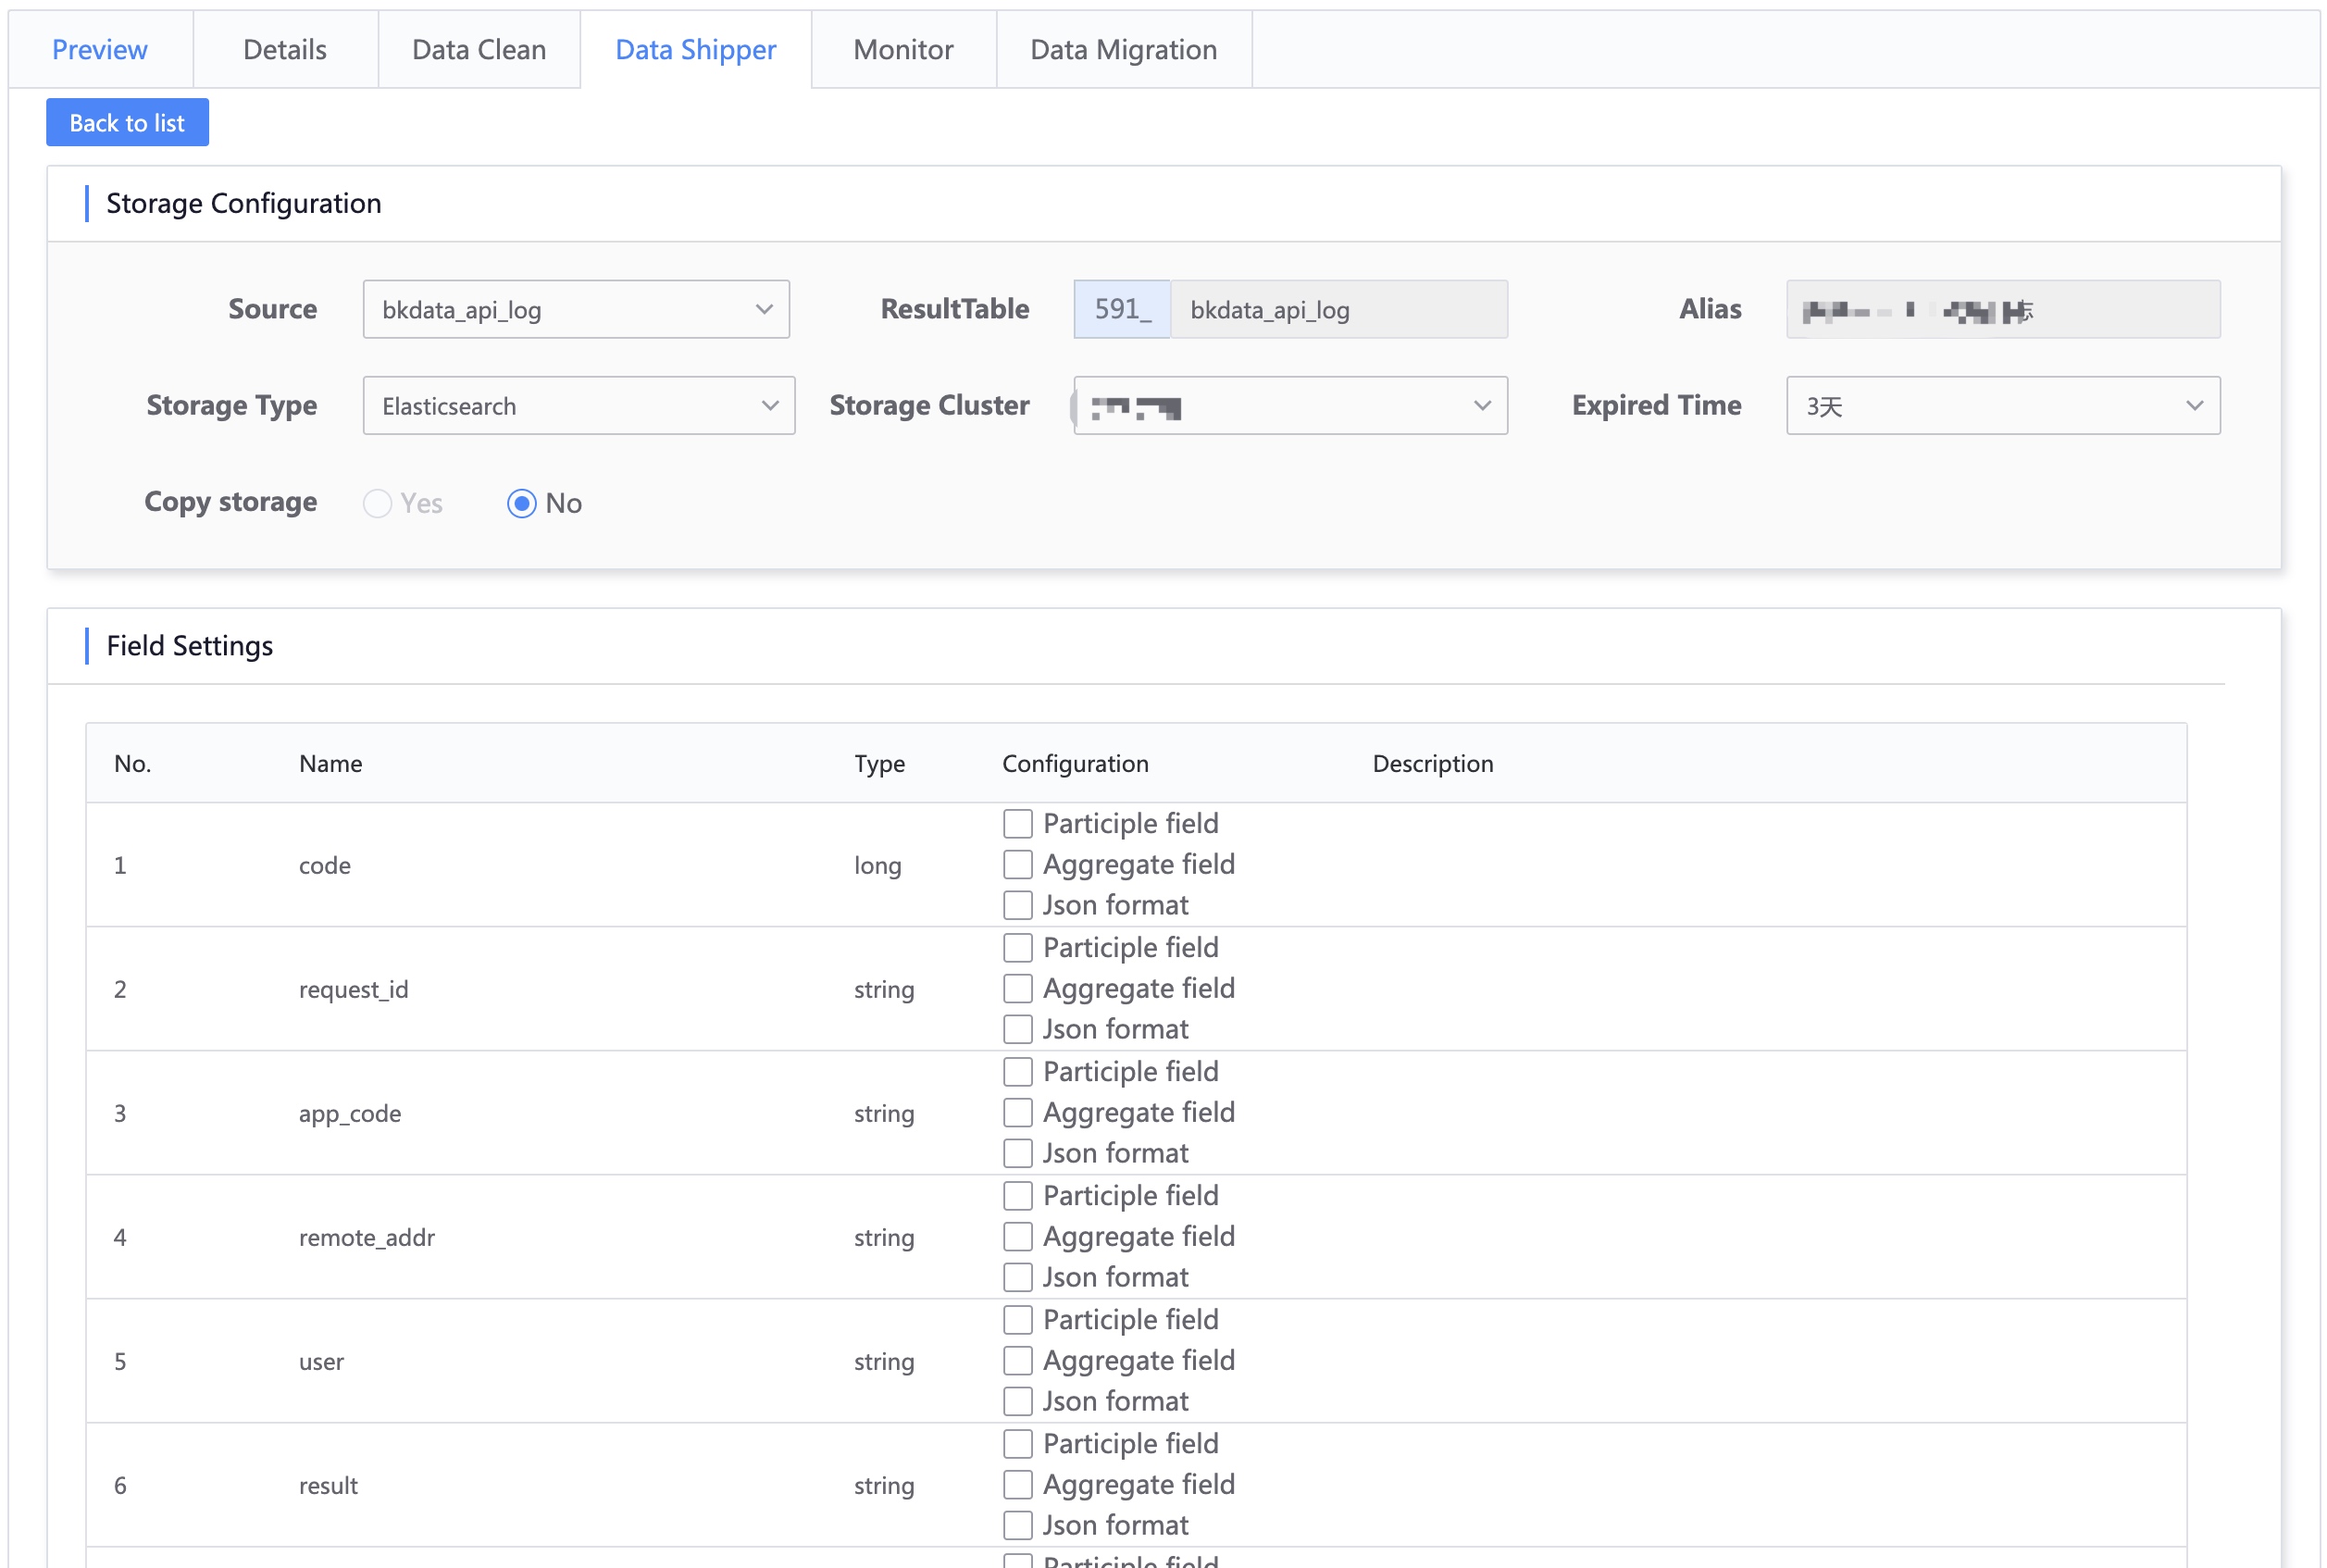 Preview Details Data Clean Data Shipper Monitor Data Migration
Back to list
Storage Configuration
Source bkdata_api_log ResultTable 591_ bkdata_api_log Alias
Storage Type Elasticsearch Storage Cluster Expired Time 3天
Copy storage Yes No
Field Settings
No. Name Type Configuration Description
Participle field
1 code long Aggregate field
Json format
Participle field
2 request_id string Aggregate field
Json format
Participle field
3 app_code string Aggregate field
Json format
Participle field
4 remote_addr string Aggregate field
Json format
Participle field
5 user string Aggregate field
Json format
Participle field
6 result string Aggregate field
Json format
Participle field